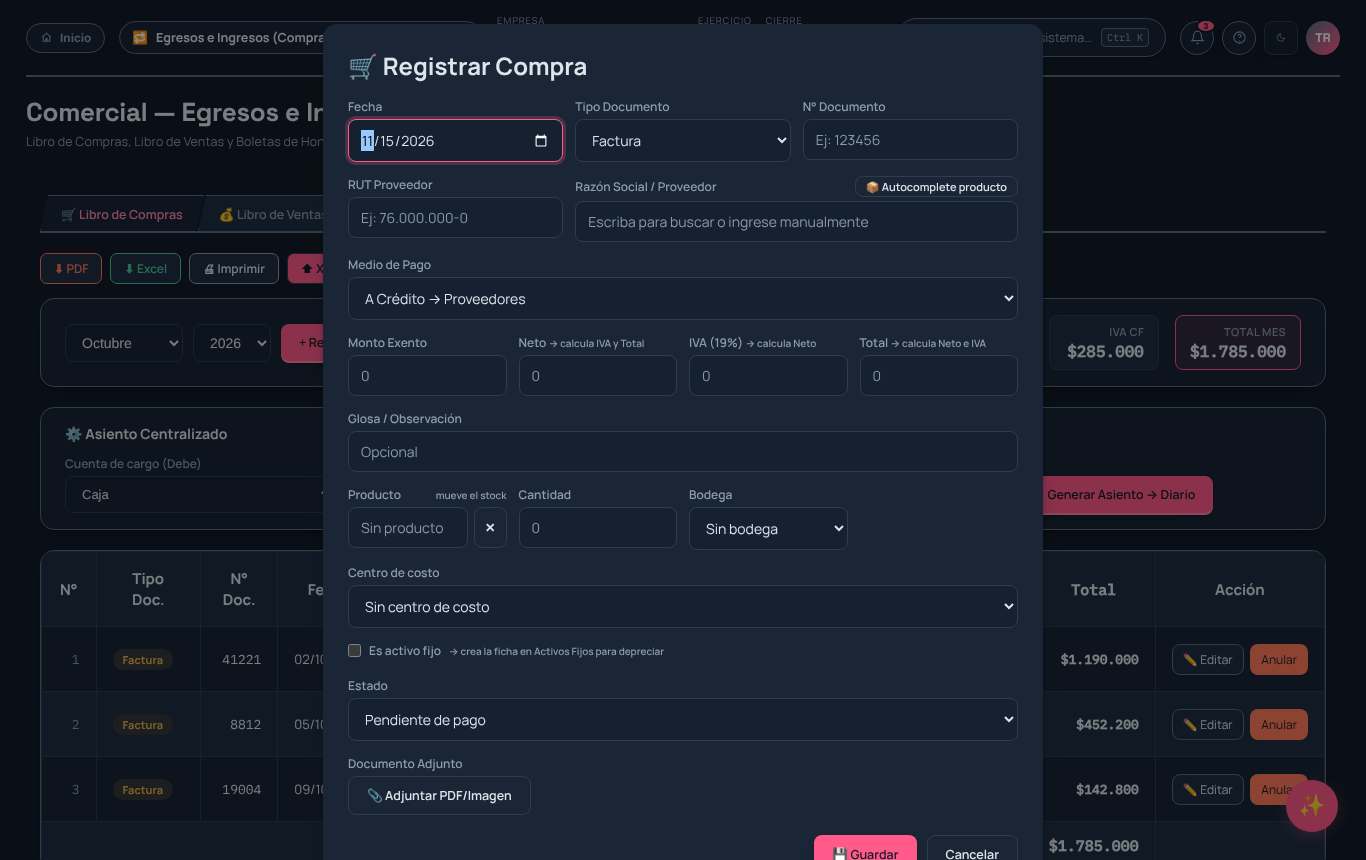 EMPRESA
EJERCICIO CIERRE
Inicio
Egresos e Ingresos (Compra
sistema... Ctrl K
3
TR
Comercial — Egresos e In
Libro de Compras, Libro de Ventas y Boletas de Hon
Libro de Compras
Libro de Ventas
PDF
Excel
Imprimir
Octubre
2026
+ Re
IVA CF
$285.000
TOTAL MES
$1.785.000
Asiento Centralizado
Cuenta de cargo (Debe)
Caja
Generar Asiento → Diario
N° Tipo Doc. N° Doc. Fe Total Acción
1 Factura 41221 02/10 $1.190.000 Editar Anular
2 Factura 8812 05/10 $452.200 Editar Anular
3 Factura 19004 09/10 $142.800 Editar Anular
$1.785.000
Registrar Compra
Fecha Tipo Documento N° Documento
11/15/2026 Factura Ej: 123456
RUT Proveedor Razón Social / Proveedor Autocomplete producto
Ej: 76.000.000-0 Escriba para buscar o ingrese manualmente
Medio de Pago
A Crédito → Proveedores
Monto Exento Neto → calcula IVA y Total IVA (19%) → calcula Neto Total → calcula Neto e IVA
0 0 0 0
Glosa / Observación
Opcional
Producto mueve el stock Cantidad Bodega
Sin producto × 0 Sin bodega
Centro de costo
Sin centro de costo
Es activo fijo → crea la ficha en Activos Fijos para depreciar
Estado
Pendiente de pago
Documento Adjunto
Adjuntar PDF/Imagen
Guardar Cancelar